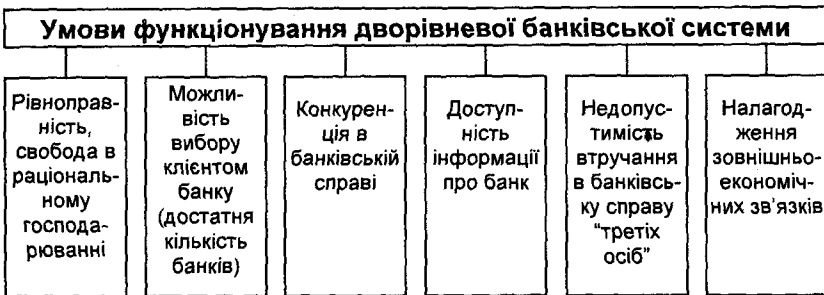 Умови функціонування дворівневої банківської системи
Рівноправ-
ність,
свобода в
раціональ-
ному
господа-
рюванні
Можли-
вість
вибору
клієнтом
банку
(достатня
кількість
банків)
Конкурен-
ція в
банківській
справі
Доступ-
ність
інформації
про банк
Недопус-
тимість
втручання
в банківсь-
ку справу
"третіх
осіб"
Налагод-
ження
зовнішньо-
економіч-
них зв'язків